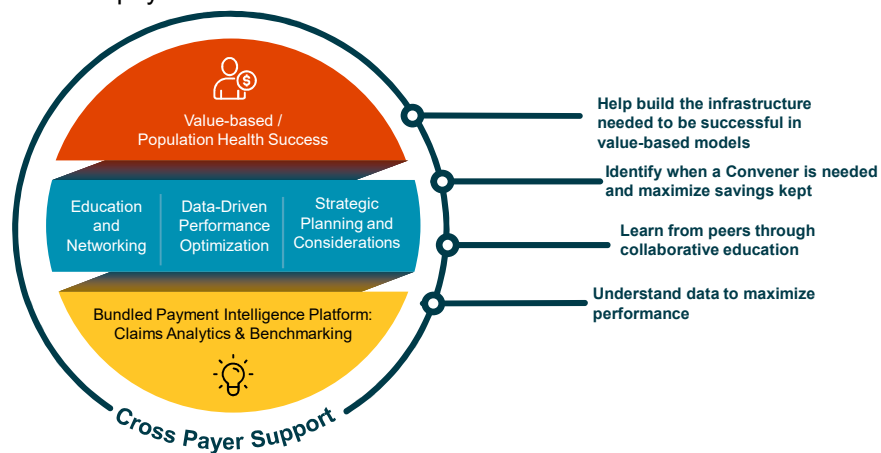 pay
$
Value-based /
Population Health Success
Education
and
Networking
Data-Driven
Performance
Optimization
Strategic
Planning and
Considerations
Bundled Payment Intelligence Platform:
Claims Analytics & Benchmarking
Cross Payer Support
Help build the infrastructure
needed to be successful in
value-based models
Identify when a Convener is needed
and maximize savings kept
Learn from peers through
collaborative education
Understand data to maximize
performance